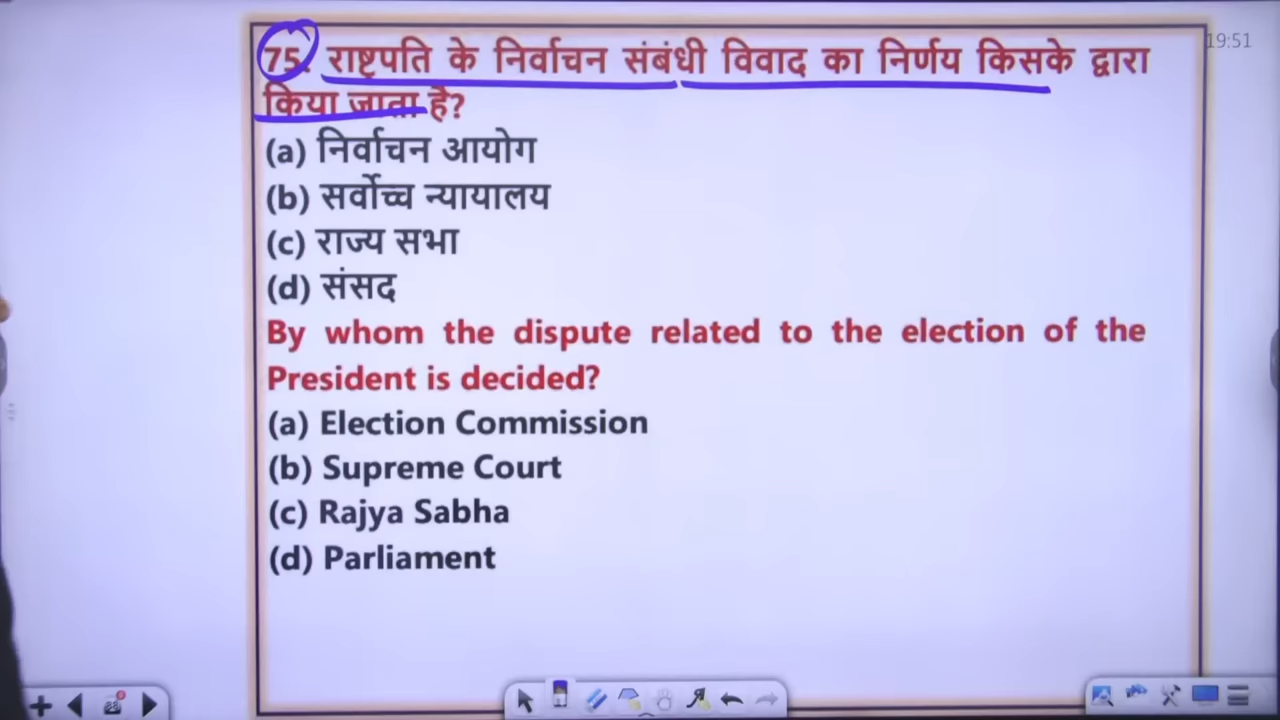 19:51
75. राष्ट्रपति के निर्वाचन संबंधी विवाद का निर्णय किसके द्वारा
किया जाता है?
(a) निर्वाचन आयोग
(b) सर्वोच्च न्यायालय
(c) राज्य सभा
(d) संसद
By whom the dispute related to the election of the
President is decided?
(a) Election Commission
(b) Supreme Court
(c) Rajya Sabha
(d) Parliament